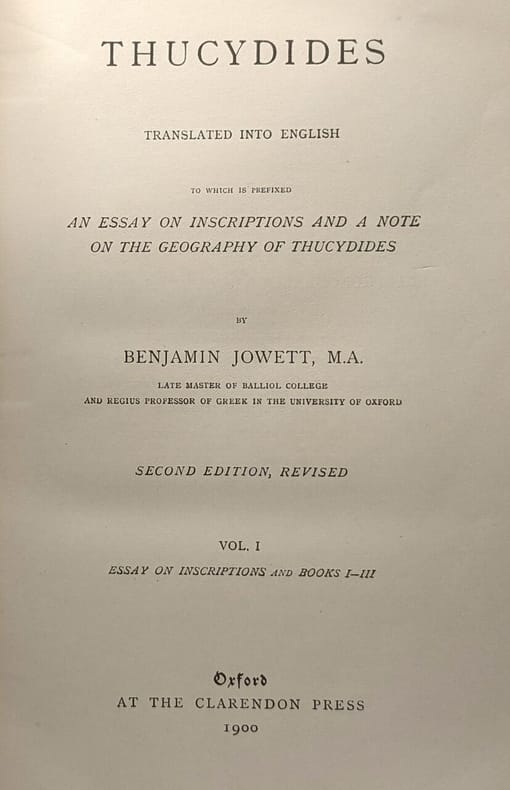 THUCYDIDES
TRANSLATED INTO ENGLISH
TO WHICH IS PREFIXED
AN ESSAY ON INSCRIPTIONS AND A NOTE
ON THE GEOGRAPHY OF THUCYDIDES
BY
BENJAMIN JOWETT, M.A.
LATE MASTER OF BALLIOL COLLEGE
AND REGIUS PROFESSOR OF GREEK IN THE UNIVERSITY OF OXFORD
SECOND EDITION, REVISED
VOL. I
ESSAY ON INSCRIPTIONS AND BOOKS I–III
Oxford
AT THE CLARENDON PRESS
1900